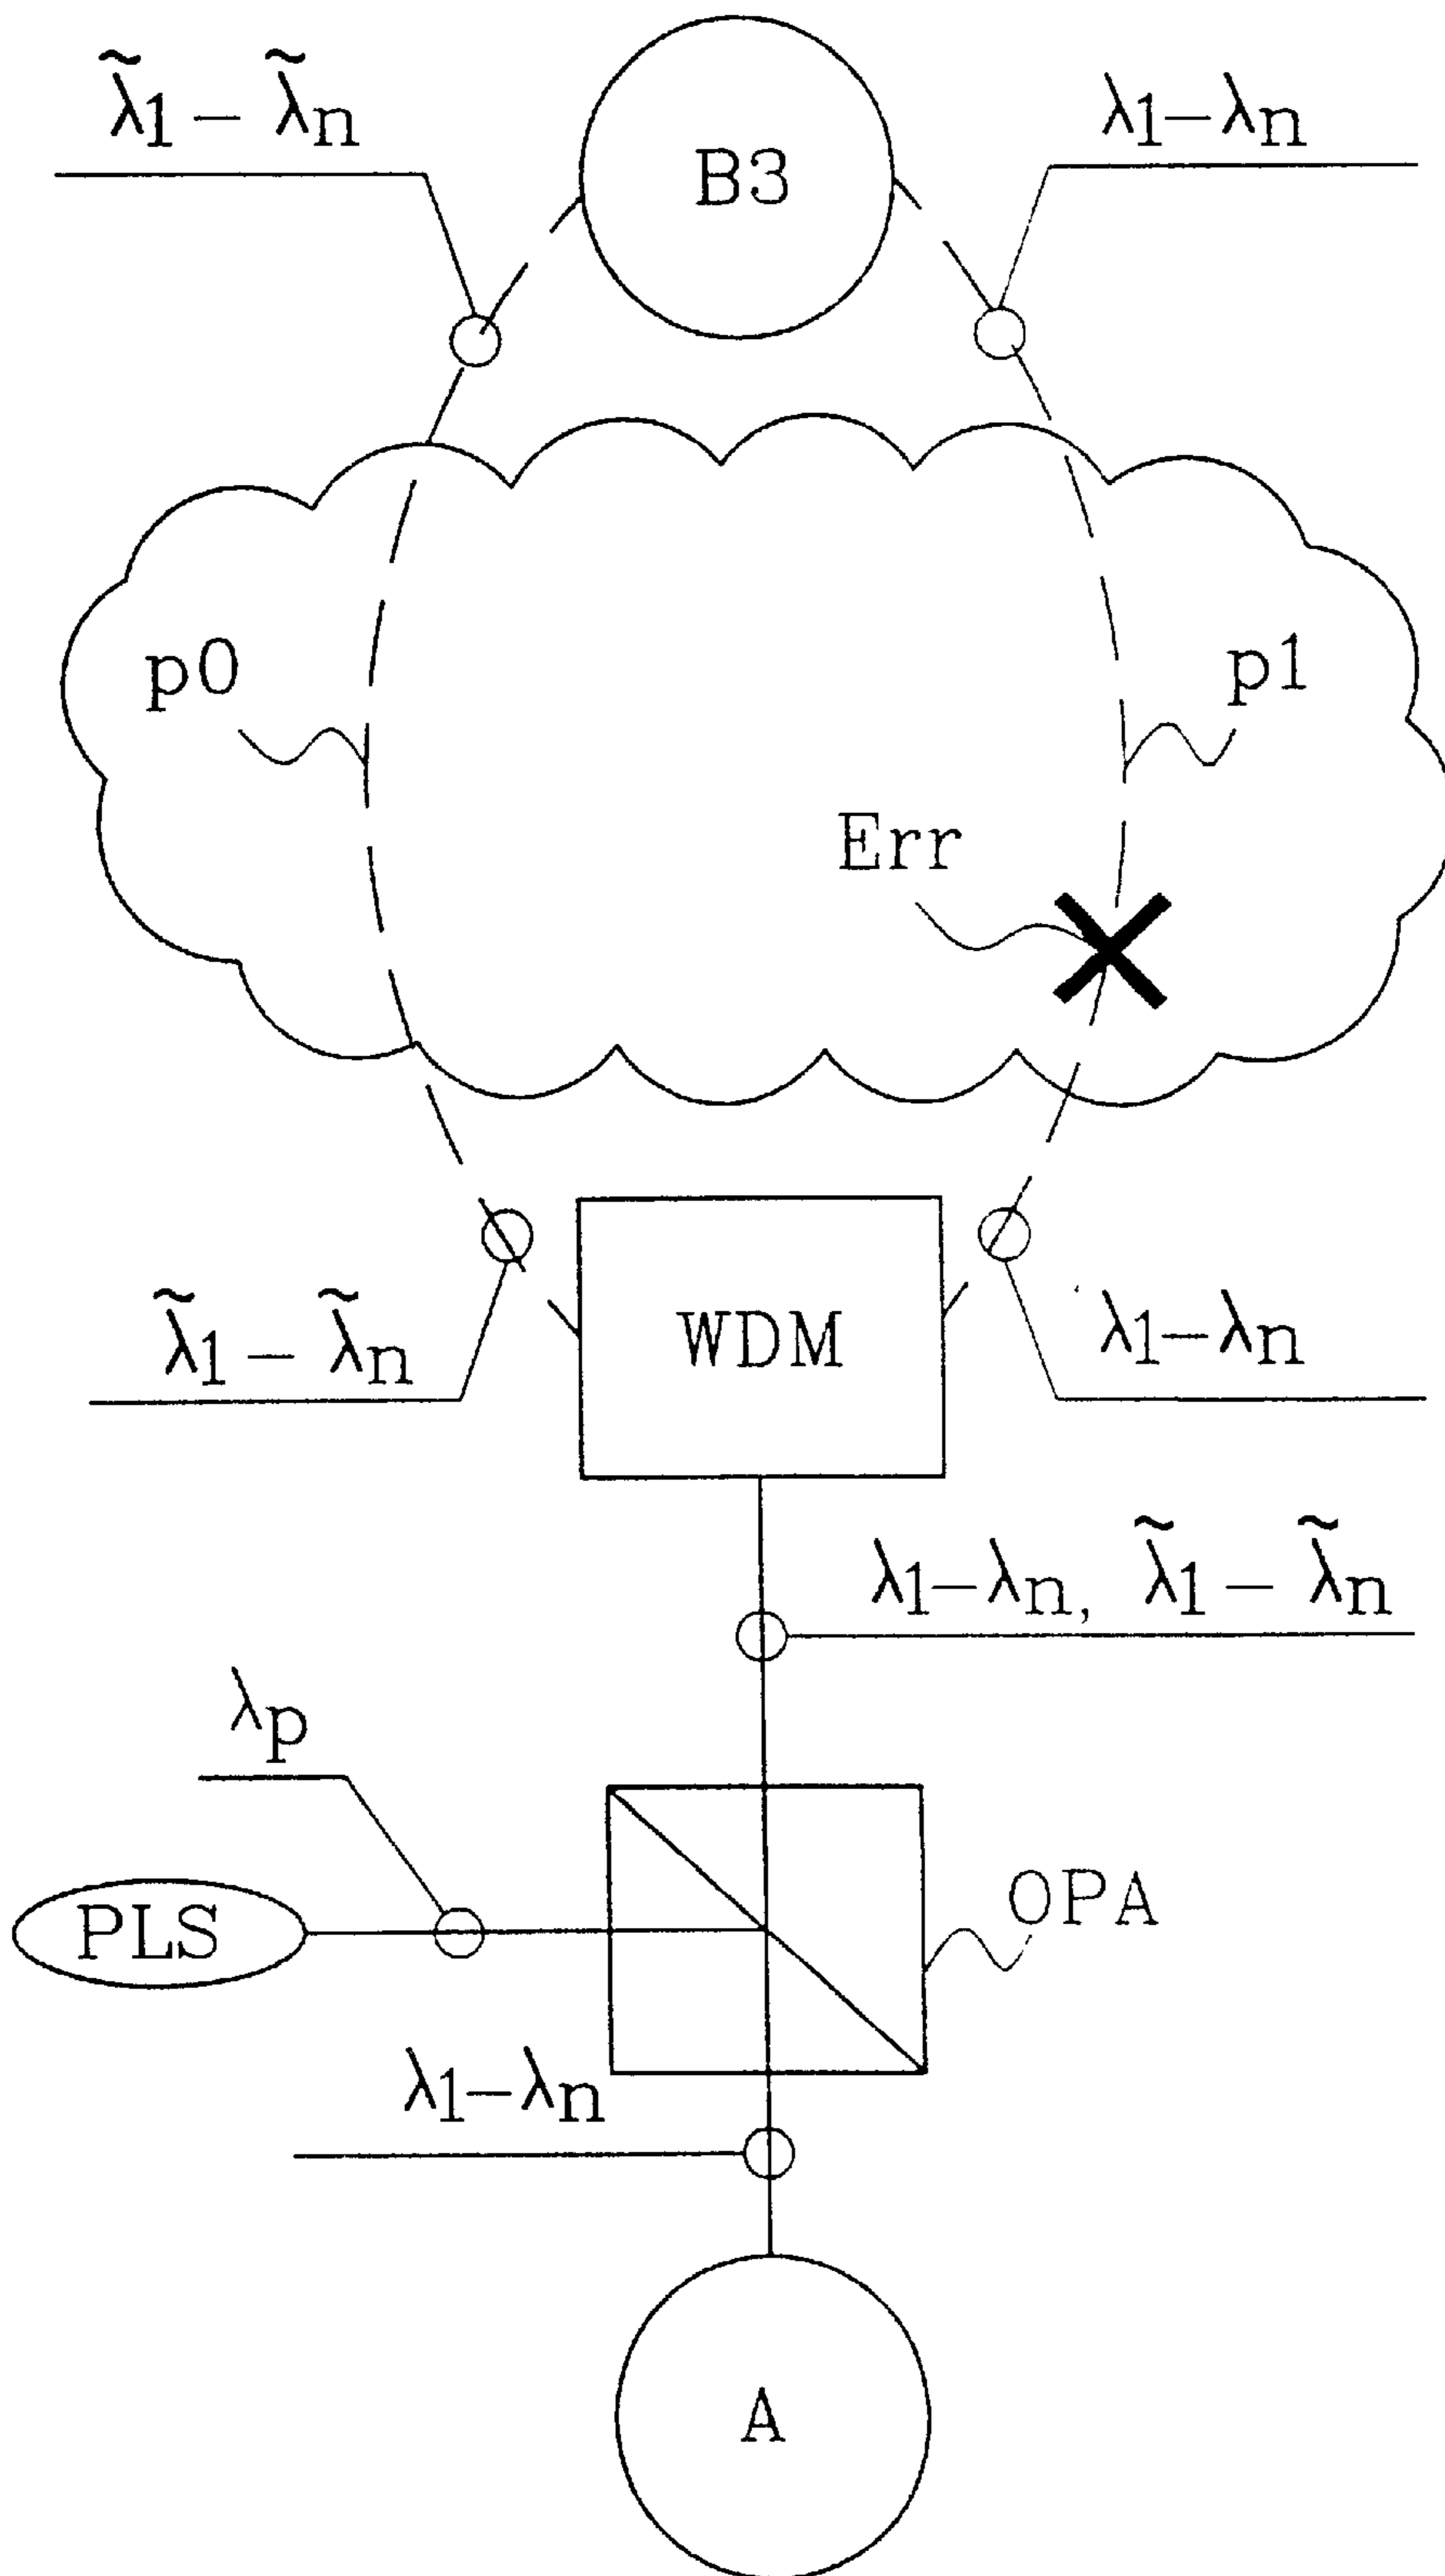 λ̃1 – λ̃n
λ1–λn
B3
p0
p1
Err
WDM
λ̃1 – λ̃n
λ1–λn
λ1–λn, λ̃1 – λ̃n
λp
PLS
OPA
λ1–λn
A